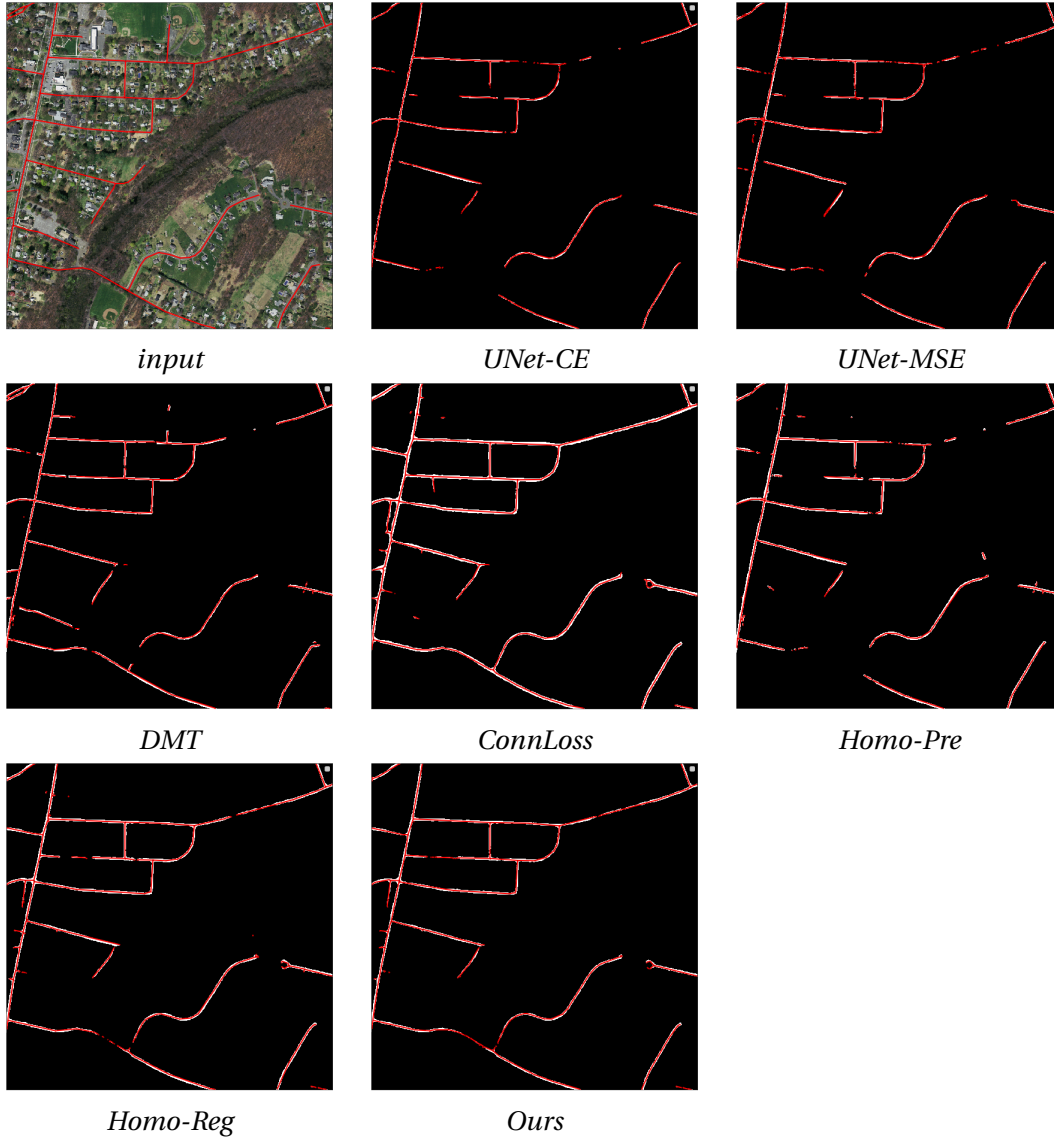 input
UNet-CE
UNet-MSE
DMT
ConnLoss
Homo-Pre
Homo-Reg
Ours